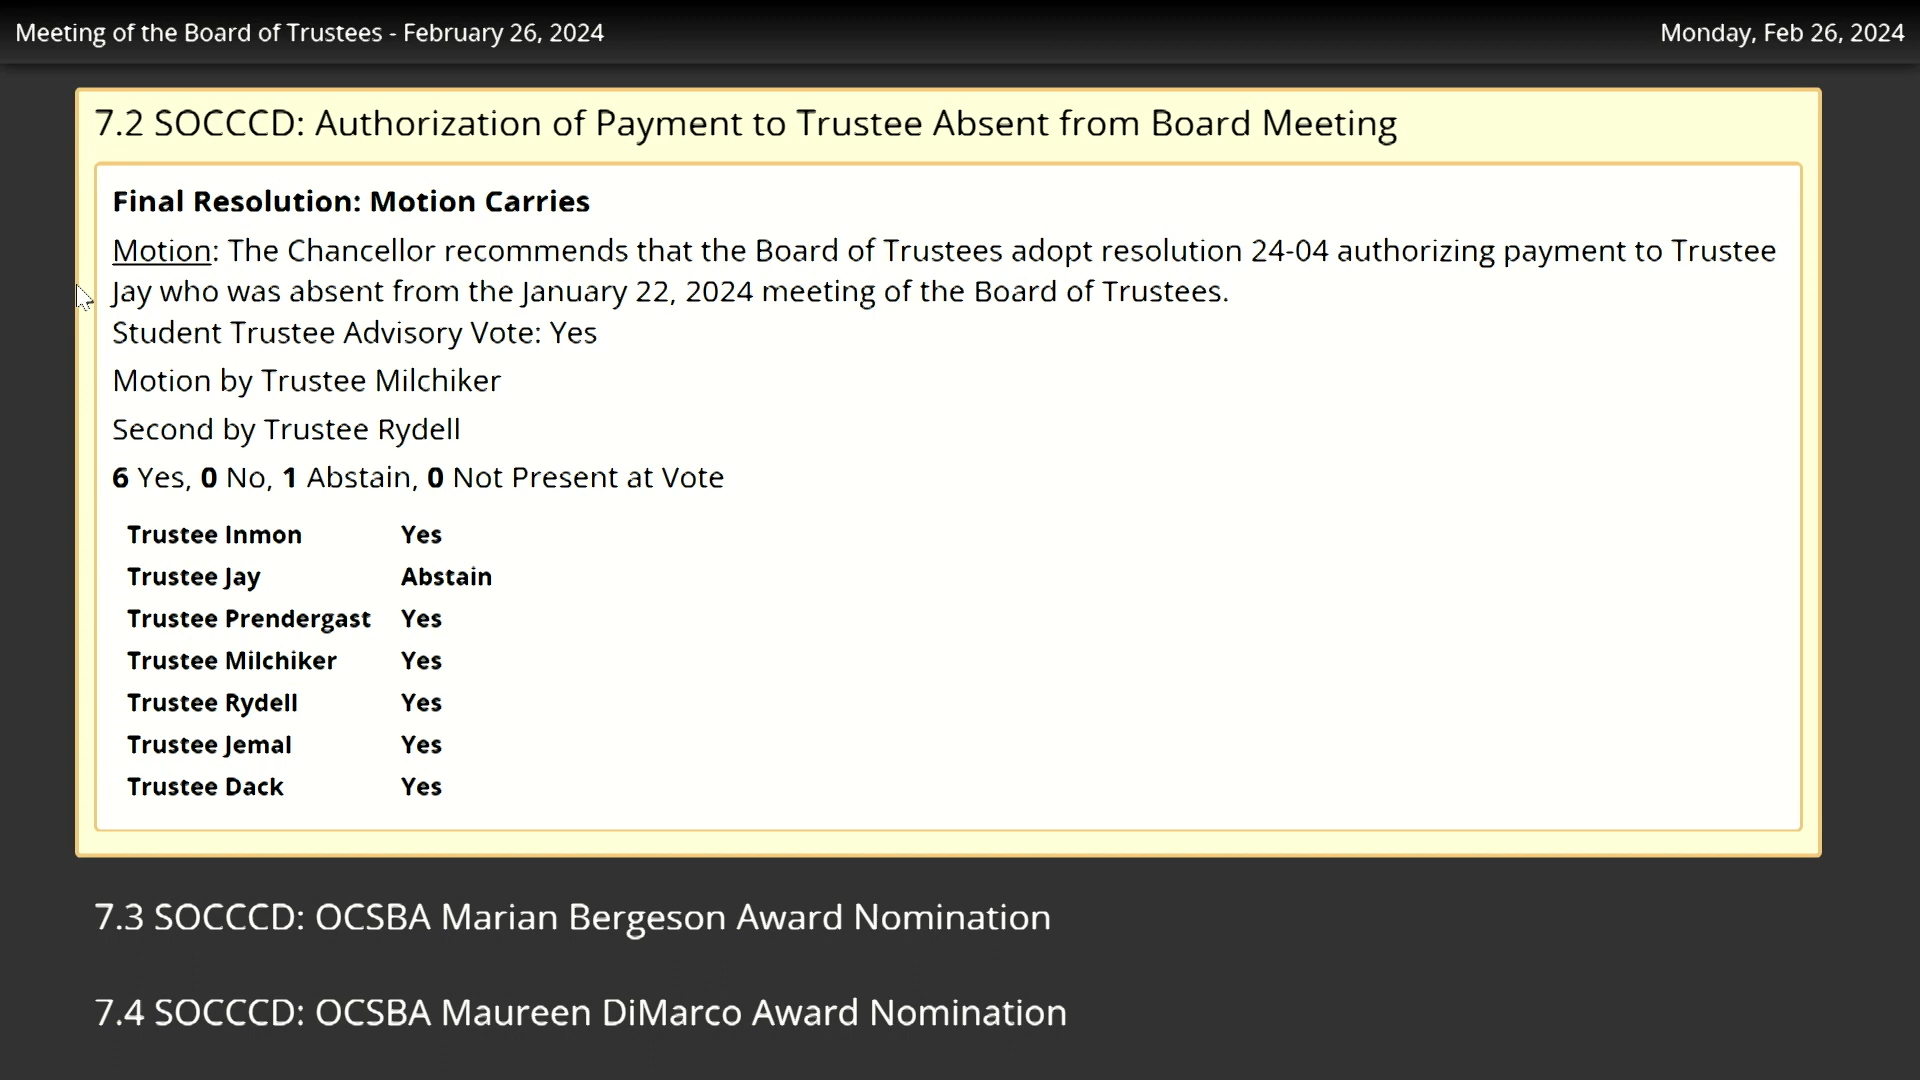 Meeting of the Board of Trustees - February 26, 2024
Monday, Feb 26, 2024
7.2 SOCCCD: Authorization of Payment to Trustee Absent from Board Meeting
Final Resolution: Motion Carries
Motion: The Chancellor recommends that the Board of Trustees adopt resolution 24-04 authorizing payment to Trustee
Jay who was absent from the January 22, 2024 meeting of the Board of Trustees.
Student Trustee Advisory Vote: Yes
Motion by Trustee Milchiker
Second by Trustee Rydell
6 Yes, 0 No, 1 Abstain, 0 Not Present at Vote
Trustee Inmon Yes
Trustee Jay Abstain
Trustee Prendergast Yes
Trustee Milchiker Yes
Trustee Rydell Yes
Trustee Jemal Yes
Trustee Dack Yes
7.3 SOCCCD: OCSBA Marian Bergeson Award Nomination
7.4 SOCCCD: OCSBA Maureen DiMarco Award Nomination